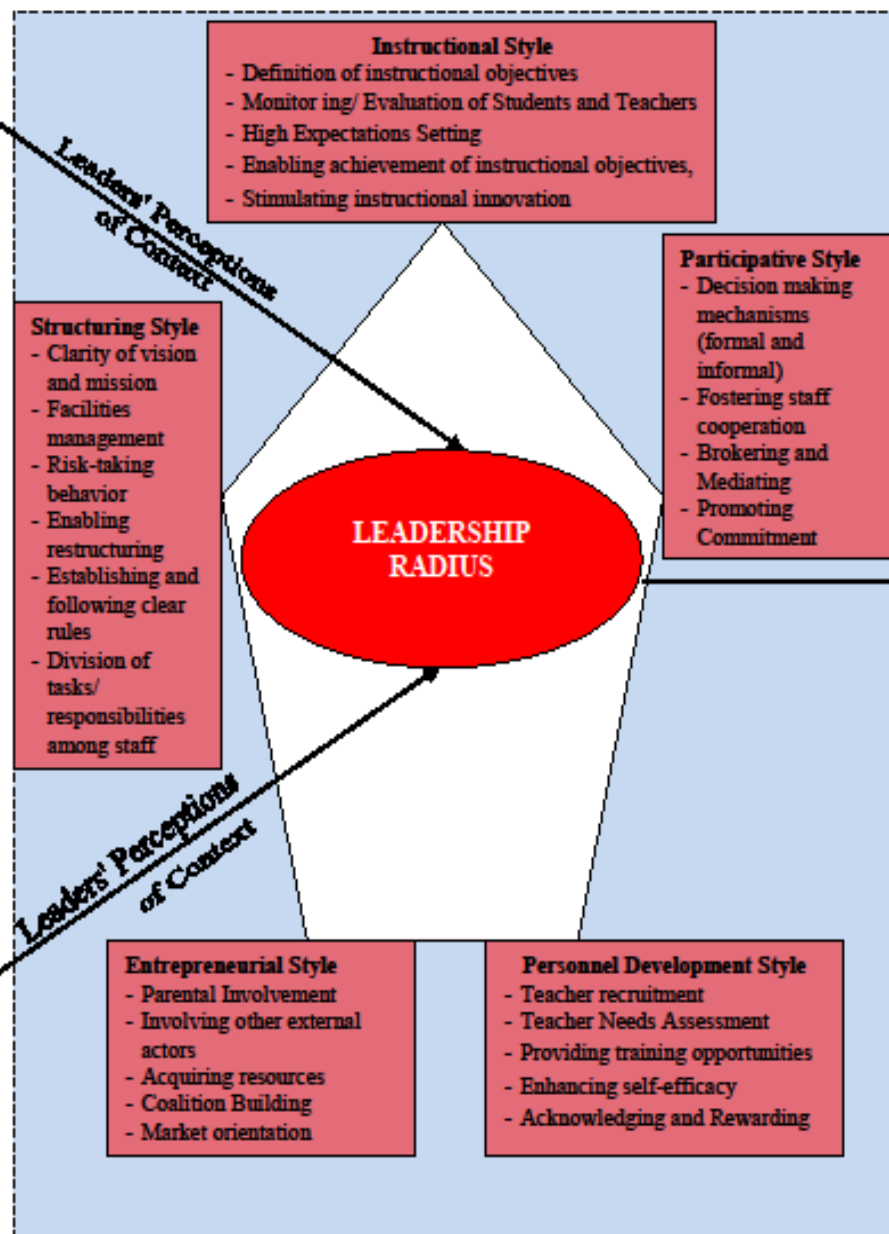 Instructional Style
- Definition of instructional objectives
- Monitor ing/ Evaluation of Students and Teachers
- High Expectations Setting
- Enabling achievement of instructional objectives,
- Stimulating instructional innovation
Leaders' Perceptions
of Context
Participative Style
- Decision making
mechanisms
(formal and
informal)
- Fostering staff
cooperation
- Brokering and
Mediating
- Promoting
Commitment
Structuring Style
- Clarity of vision
and mission
- Facilities
management
- Risk-taking
behavior
- Enabling
restructuring
- Establishing and
following clear
rules
- Division of
tasks/
responsibilities
among staff
LEADERSHIP
RADIUS
Leaders' Perceptions
of Context
Entrepreneurial Style
- Parental Involvement
- Involving other external
actors
- Acquiring resources
- Coalition Building
- Market orientation
Personnel Development Style
- Teacher recruitment
- Teacher Needs Assessment
- Providing training opportunities
- Enhancing self-efficacy
- Acknowledging and Rewarding